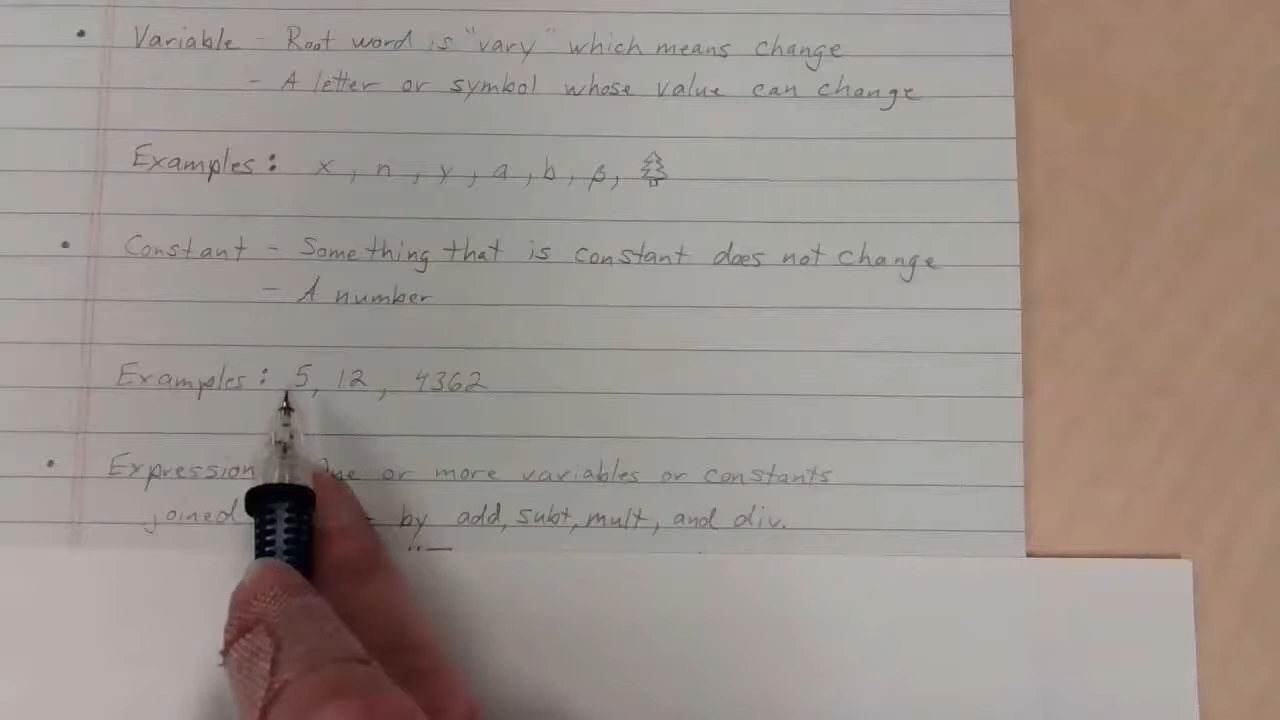 • Variable - Root word is "vary" which means change
- A letter or symbol whose value can change
Examples: x, n, y, a, b, β,
• Constant - Something that is constant does not change
- A number
Examples: 5, 12, 4362
• Expression or more variables or constants
joined by add, subt, mult, and div.